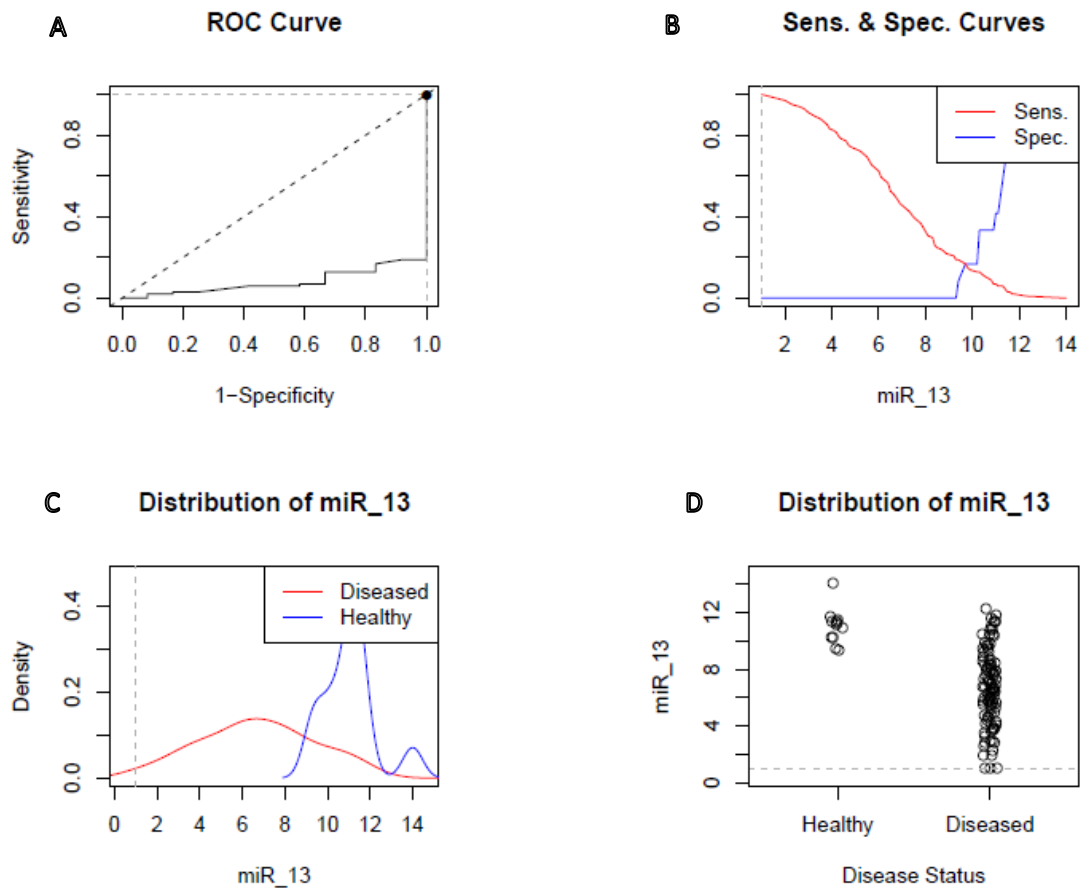 A
ROC Curve
Sensitivity
0.0 0.4 0.8
0.0 0.2 0.4 0.6 0.8 1.0
1−Specificity
B
Sens. & Spec. Curves
Sens.
Spec.
0.0 0.4 0.8
2 4 6 8 10 12 14
miR_13
C
Distribution of miR_13
Diseased
Healthy
Density
0.0 0.2 0.4
0 2 4 6 8 10 12 14
miR_13
D
Distribution of miR_13
miR_13
0 4 8 12
Healthy Diseased
Disease Status